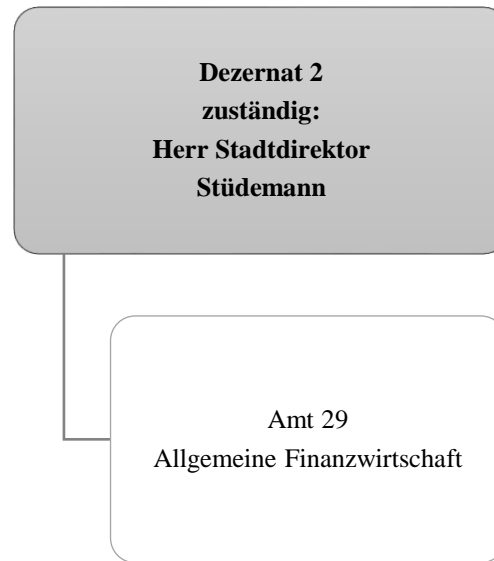 Dezernat 2
zuständig:
Herr Stadtdirektor
Stüdemann
Amt 29
Allgemeine Finanzwirtschaft